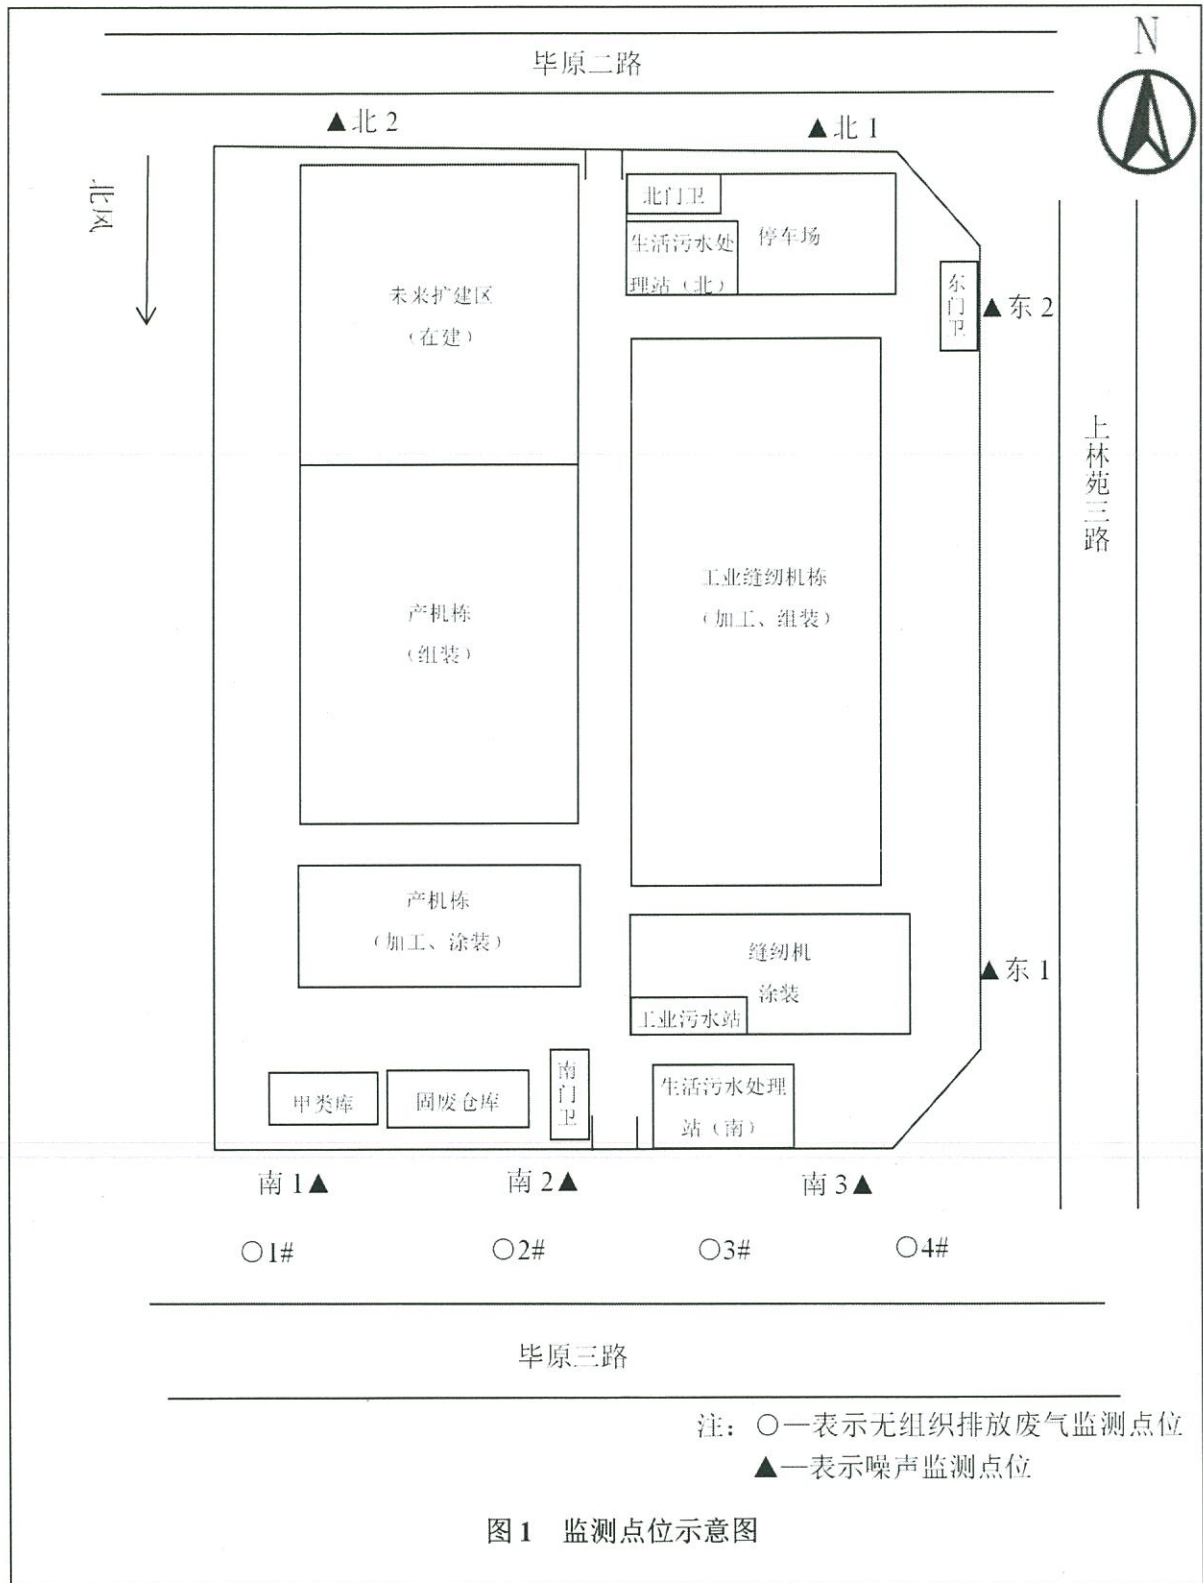 毕原二路
N
▲北 2
▲北 1
北风
北门卫
生活污水处
理站（北）
停车场
东门卫
▲东 2
未来扩建区
（在建）
上林苑三路
工业缝纫机栋
（加工、组装）
产机栋
（组装）
产机栋
（加工、涂装）
缝纫机
涂装
▲东 1
工业污水站
甲类库
固废仓库
南门卫
生活污水处理
站（南）
南 1▲
南 2▲
南 3▲
○1#
○2#
○3#
○4#
毕原三路
注：○—表示无组织排放废气监测点位
▲—表示噪声监测点位
图 1 监测点位示意图